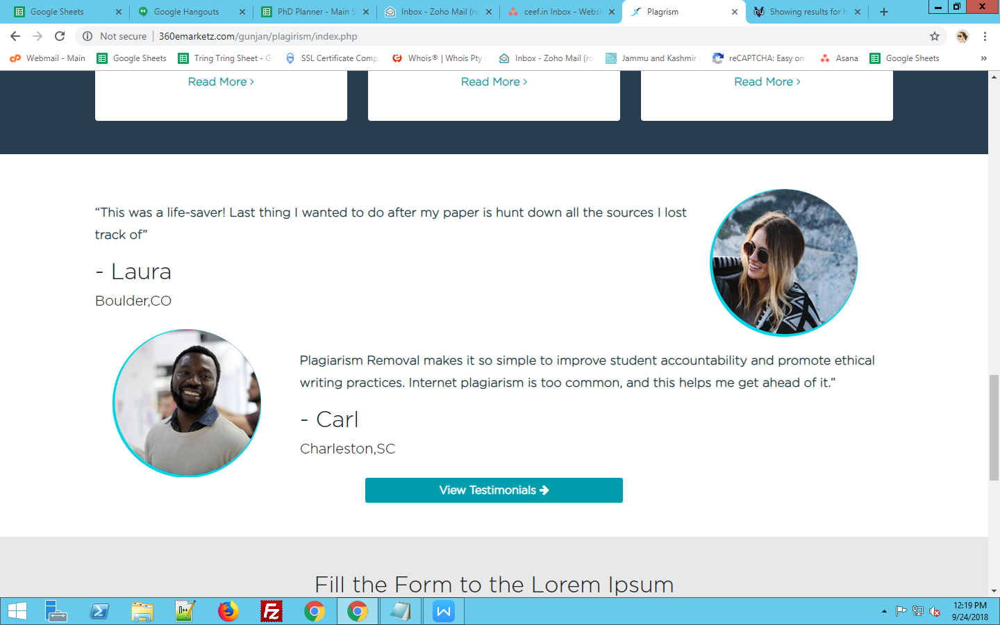 Google Sheets
Google Hangouts
PhD Planner - Main S
Inbox - Zoho Mail (ro
ceef.in Inbox - Websi
Plagrism
Showing results for h
Not secure
360emarketz.com/gunjan/plagirism/index.php
Webmail - Main
Google Sheets
Tring Tring Sheet - G
SSL Certificate Comp
Whois® | Whois Pty
Inbox - Zoho Mail (ro
Jammu and Kashmir
reCAPTCHA: Easy on
Asana
Google Sheets
Read More >
Read More >
Read More >
“This was a life-saver! Last thing I wanted to do after my paper is hunt down all the sources I lost
track of”
- Laura
Boulder,CO
Plagiarism Removal makes it so simple to improve student accountability and promote ethical
writing practices. Internet plagiarism is too common, and this helps me get ahead of it.”
- Carl
Charleston,SC
View Testimonials
Fill the Form to the Lorem Ipsum
12:19 PM
9/24/2018